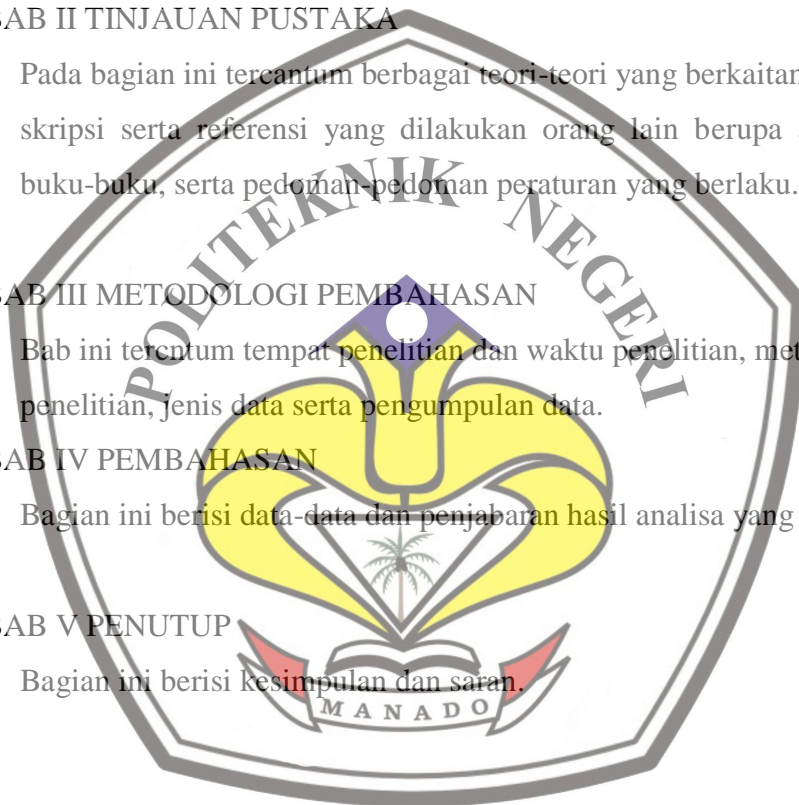 BAB II TINJAUAN PUSTAKA
Pada bagian ini tercantum berbagai teori-teori yang berkaitan
skripsi serta referensi yang dilakukan orang lain berupa
buku-buku, serta pedoman-pedoman peraturan yang berlaku.
POLITEKNIK NEGERI
BAB III METODOLOGI PEMBAHASAN
Bab ini tercntum tempat penelitian dan waktu penelitian, met
penelitian, jenis data serta pengumpulan data.
BAB IV PEMBAHASAN
Bagian ini berisi data-data dan penjabaran hasil analisa yang
BAB V PENUTUP
Bagian ini berisi kesimpulan dan saran.
MANADO